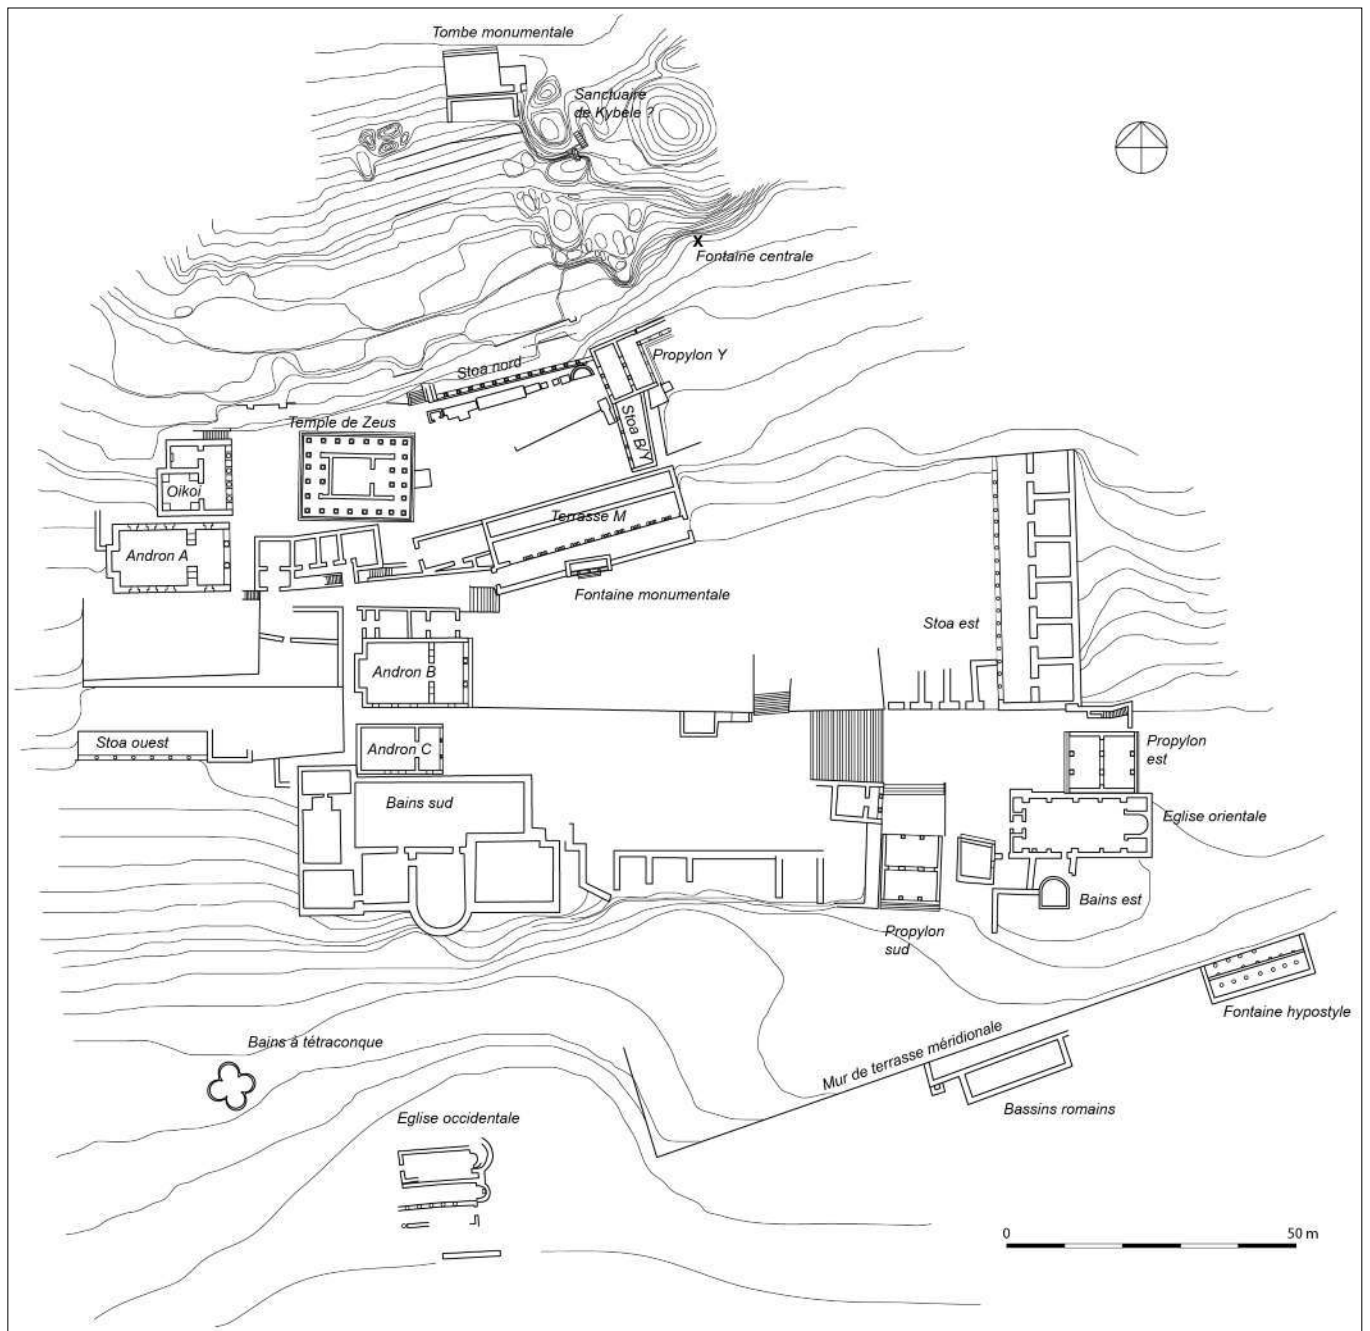 Tombe monumentale
Sanctuaire
de Kybèle ?
X
Fontaine centrale
Propylon Y
Stoa nord
Temple de Zeus
Stoa B/Y
Oikoi
Terrasse M
Andron A
Fontaine monumentale
Stoa est
Andron B
Stoa ouest
Andron C
Propylon
est
Bains sud
Eglise orientale
Bains est
Propylon
sud
Fontaine hypostyle
Bains à tétraconque
Mur de terrasse méridionale
Bassins romains
Eglise occidentale
0 50 m